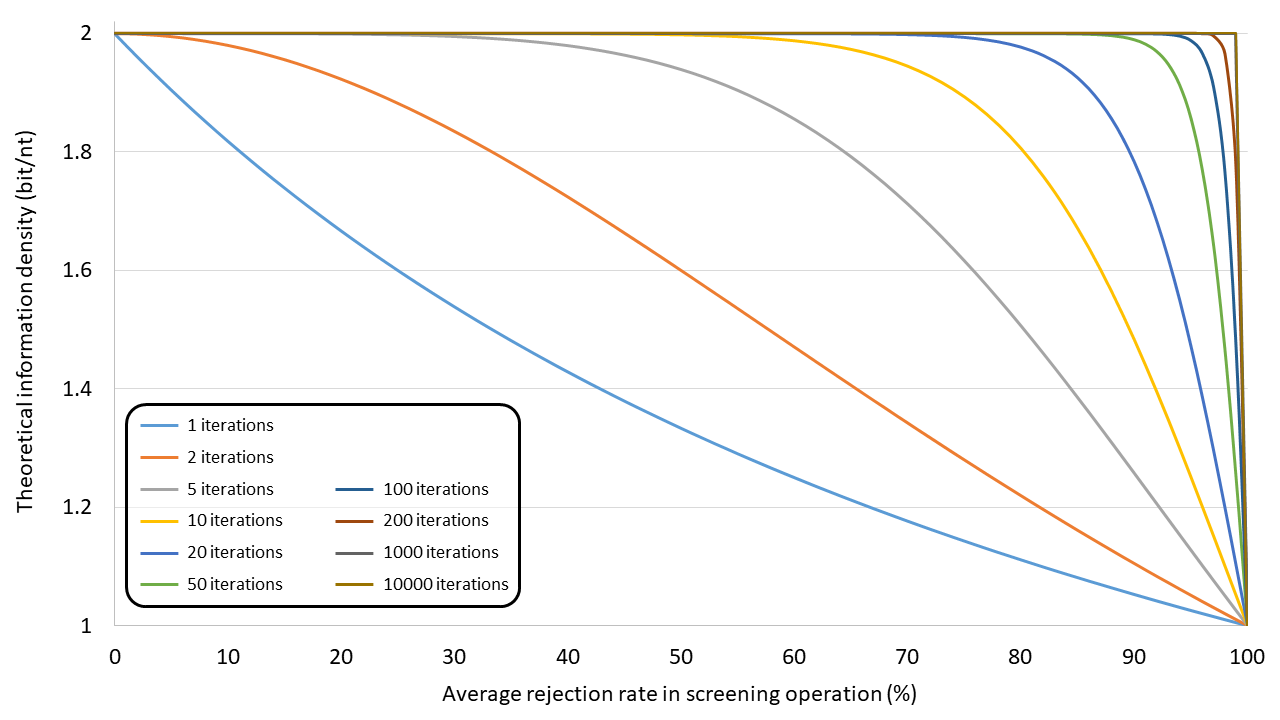 Theoretical information density (bit/nt)
2
1.8
1.6
1.4
1.2
1
1 iterations
2 iterations
5 iterations
10 iterations
20 iterations
50 iterations
100 iterations
200 iterations
1000 iterations
10000 iterations
0 10 20 30 40 50 60 70 80 90 100
Average rejection rate in screening operation (%)